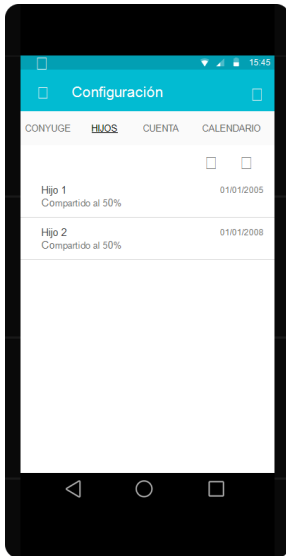 15:45
Configuración
CONYUGE HIJOS CUENTA CALENDARIO
Hijo 1 01/01/2005
Compartido al 50%
Hijo 2 01/01/2008
Compartido al 50%